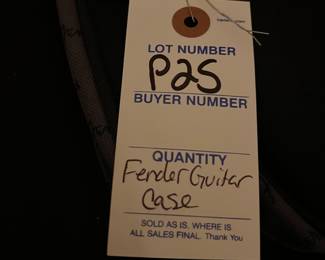 LOT NUMBER
P25
BUYER NUMBER
QUANTITY
Fender Guitar
Case
SOLD AS IS. WHERE IS
ALL SALES FINAL. Thank You